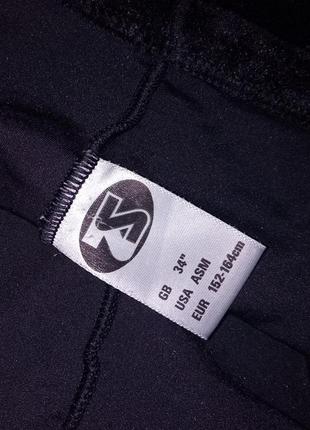 GB 34"
USA ASM
EUR 152-164cm